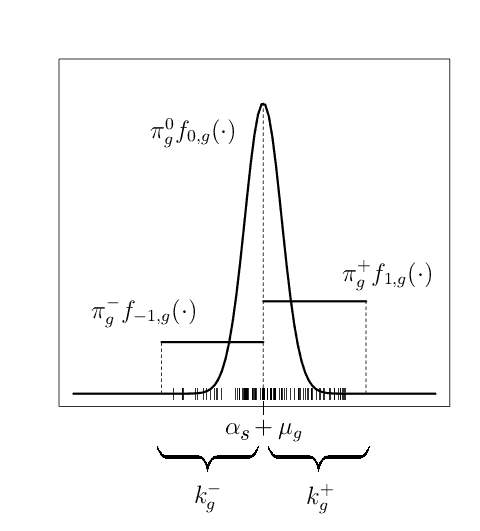 π_g^0 f_{0,g}(·)
π_g^+ f_{1,g}(·)
π_g^- f_{-1,g}(·)
α_s + μ_g
k_g^- k_g^+